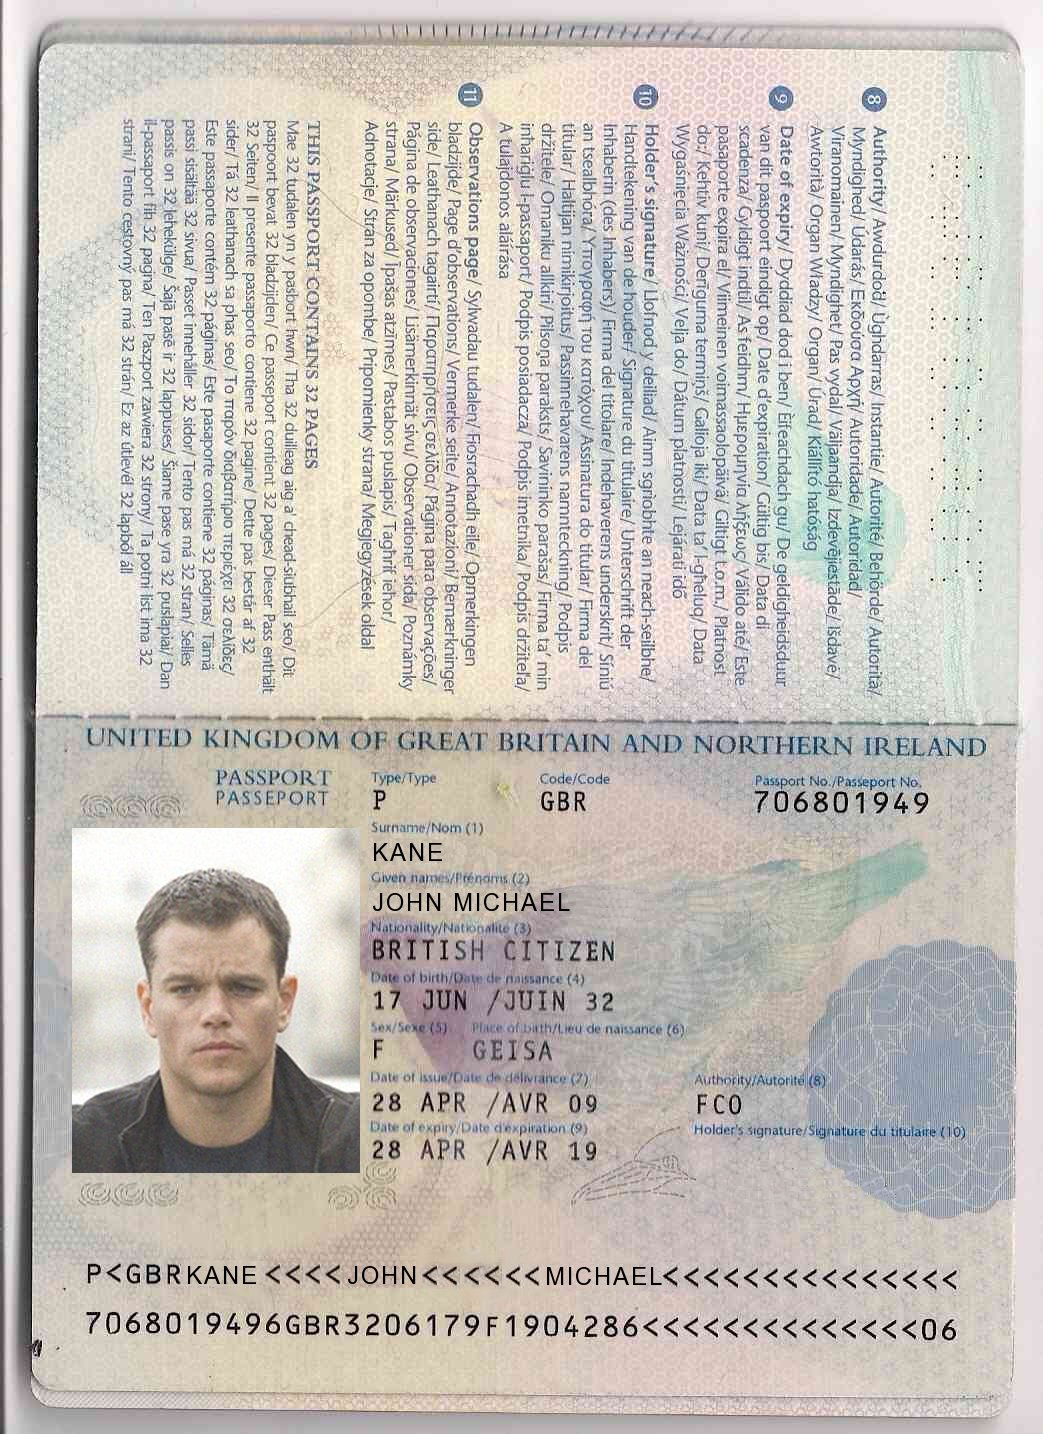 8 Authority/ Awdurdod/ Ùghdarras/ Instantie/ Autorité/ Behörde/ Autorità/
Myndighed/ Údarás/ Εκδούσα Αρχή/ Autoridade/ Autoridad/
Viranomainen/ Myndighet/ Pas vydal/ Väljaandja/ Izdevējiestāde/ Išdavė/
Awtorità/ Organ Władzy/ Organ/ Úrad/ Kiállító hatóság
9 Date of expiry/ Dyddiad dod i ben/ Èifeachdach gu/ De geldigheidsduur
van dit paspoort eindigt op/ Date d'expiration/ Gültig bis/ Data di
scadenza/ Gyldigt indtil/ As feidhm/ Ημερομηνία λήξεως/ Válido até/ Este
pasaporte expira el/ Viimeinen voimassaolopäivä/ Giltigt t.o.m./ Platnost
do/ Kehtiv kuni/ Derīguma termiņš/ Galioja iki/ Data ta' l-għeluq/ Data
Wygaśnięcia Ważności/ Velja do/ Dátum platnosti/ Lejárati idő
10 Holder's signature/ Llofnod y deiliad/ Ainm sgrìobhte an neach-seilbhe/
Handtekening van de houder/ Signature du titulaire/ Unterschrift der
Inhaberin (des Inhabers)/ Firma del titolare/ Indehaverens underskrift/ Síniú
an tsealbhóra/ Υπογραφή του κατόχου/ Assinatura do titular/ Firma del
titular/ Haltijan nimikirjoitus/ Passinnehavarens namnteckning/ Podpis
držitele/ Omaniku allkiri/ Pilsoņa paraksts/ Savininko parašas/ Firma ta' min
inħariġlu l-passaport/ Podpis posiadacza/ Podpis imetnika/ Podpis držiteľa/
A tulajdonos aláírása
11 Observations page/ Sylwadau tudalen/ Fiosrachadh eile/ Opmerkingen
bladzijde/ Page d'observations/ Vermerke seite/ Annotazioni/ Bemærkninger
side/ Leathanach tagairtí/ Παρατηρήσεις σελίδα/ Página para observações/
Página de observaciones/ Lisämerkinnät sivu/ Observationer sida/ Poznámky
strana/ Märkused/ Īpašas atzīmes/ Pastabos puslapis/ Tagħrif ieħor/
Adnotacje/ Stran za opombe/ Pripomienky strana/ Megjegyzések oldal
THIS PASSPORT CONTAINS 32 PAGES
Mae 32 tudalen yn y pasbort hwn/ Tha 32 duilleag aig a' chead-siubhail seo/ Dit
paspoort bevat 32 bladzijden/ Ce passeport contient 32 pages/ Dieser Pass enthält
32 Seiten/ Il presente passaporto contiene 32 pagine/ Dette pas består af 32
sider/ Tá 32 leathanach sa phas seo/ Το παρόν διαβατήριο περιέχει 32 σελίδες/
Este passaporte contém 32 páginas/ Este pasaporte contiene 32 páginas/ Tämä
passi sisältää 32 sivua/ Passet innehåller 32 sidor/ Tento pas má 32 stran/ Selles
passis on 32 lehekülge/ Šajā pasē ir 32 lappuses/ Šiame pase yra 32 puslapiai/ Dan
il-passaport fih 32 paġina/ Ten Paszport zawiera 32 strony/ Ta potni list ima 32
strani/ Tento cestovný pas má 32 strán/ Ez az útlevél 32 lapból áll
UNITED KINGDOM OF GREAT BRITAIN AND NORTHERN IRELAND
PASSPORT
PASSEPORT
Type/Type Code/Code Passport No./Passeport No.
P GBR 706801949
Surname/Nom (1)
KANE
Given names/Prénoms (2)
JOHN MICHAEL
Nationality/Nationalité (3)
BRITISH CITIZEN
Date of birth/Date de naissance (4)
17 JUN /JUIN 32
Sex/Sexe (5) Place of birth/Lieu de naissance (6)
F GEISA
Date of issue/Date de délivrance (7) Authority/Autorité (8)
28 APR /AVR 09 FCO
Date of expiry/Date d'expiration (9) Holder's signature/Signature du titulaire (10)
28 APR /AVR 19
P<GBRKANE<<<<JOHN<<<<<<MICHAEL<<<<<<<<<<<<<<<
7068019496GBR3206179F1904286<<<<<<<<<<<<<<06